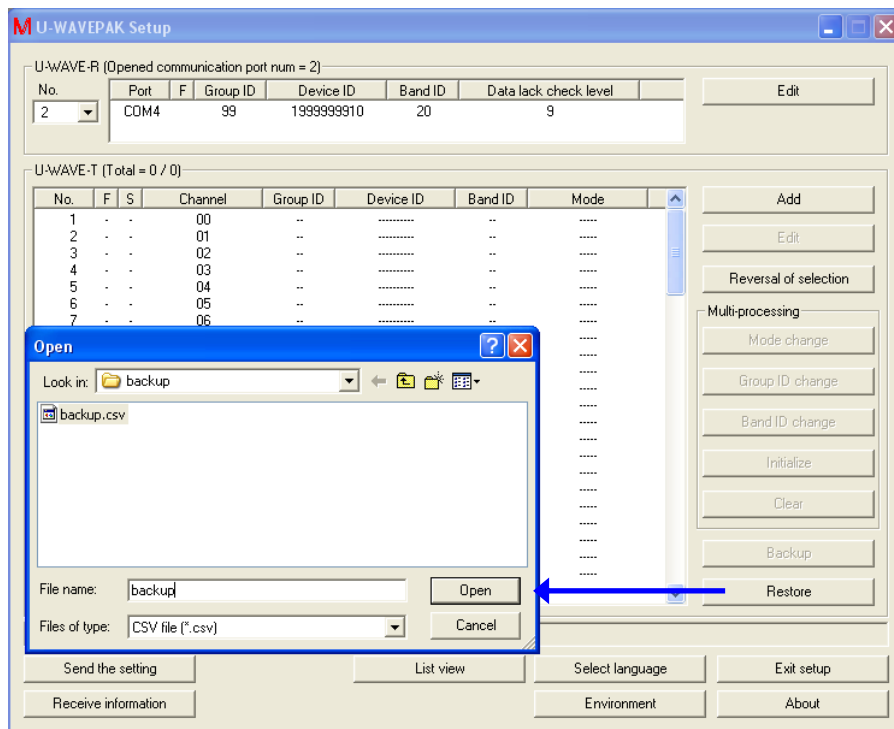 M U-WAVEPAK Setup
U-WAVE-R (Opened communication port num = 2)
No. Port F Group ID Device ID Band ID Data lack check level Edit
2 COM4 99 1999999910 20 9
U-WAVE-T (Total = 0 / 0)
No. F S Channel Group ID Device ID Band ID Mode Add
1 - - 00 -- ---------- -- -----
2 - - 01 -- ---------- -- ----- Edit
3 - - 02 -- ---------- -- -----
4 - - 03 -- ---------- -- -----
5 - - 04 -- ---------- -- ----- Reversal of selection
6 - - 05 -- ---------- -- -----
7 - - 06 -- ---------- -- ----- Multi-processing
Open ? Mode change
Look in: backup Group ID change
backup.csv Band ID change
Initialize
Clear
Backup
File name: backup Open Restore
Files of type: CSV file (*.csv) Cancel
Send the setting List view Select language Exit setup
Receive information Environment About